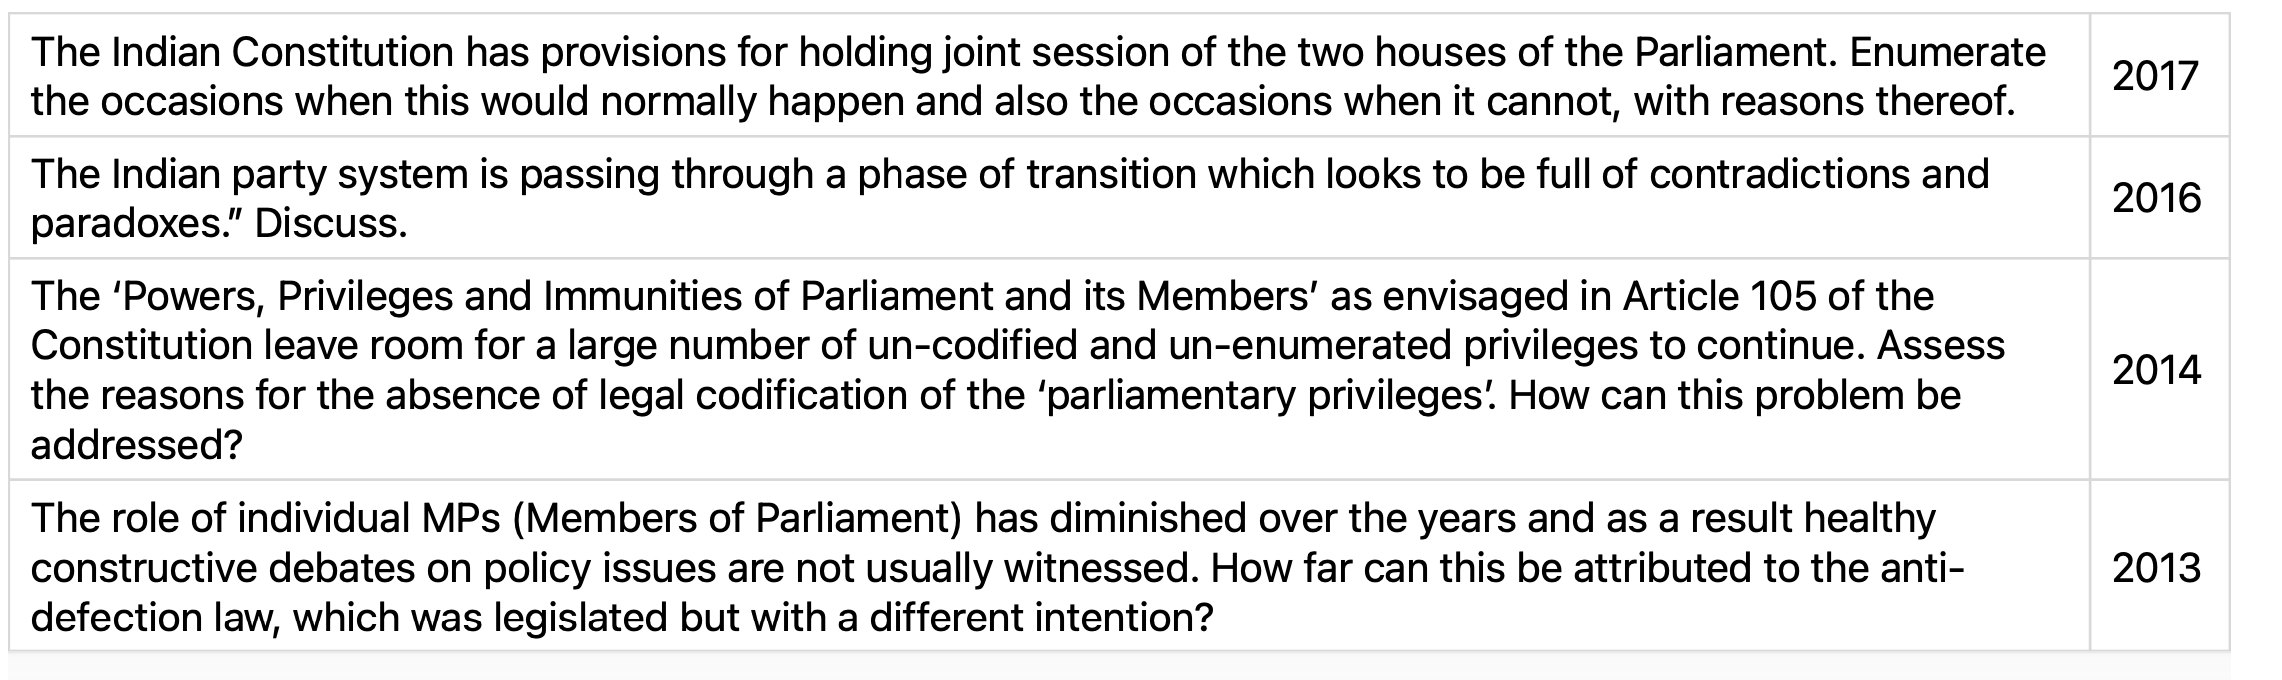 The Indian Constitution has provisions for holding joint session of the two houses of the Parliament. Enumerate
the occasions when this would normally happen and also the occasions when it cannot, with reasons thereof.
2017
The Indian party system is passing through a phase of transition which looks to be full of contradictions and
paradoxes.” Discuss.
2016
The ‘Powers, Privileges and Immunities of Parliament and its Members’ as envisaged in Article 105 of the
Constitution leave room for a large number of un-codified and un-enumerated privileges to continue. Assess
the reasons for the absence of legal codification of the ‘parliamentary privileges’. How can this problem be
addressed?
2014
The role of individual MPs (Members of Parliament) has diminished over the years and as a result healthy
constructive debates on policy issues are not usually witnessed. How far can this be attributed to the anti-
defection law, which was legislated but with a different intention?
2013